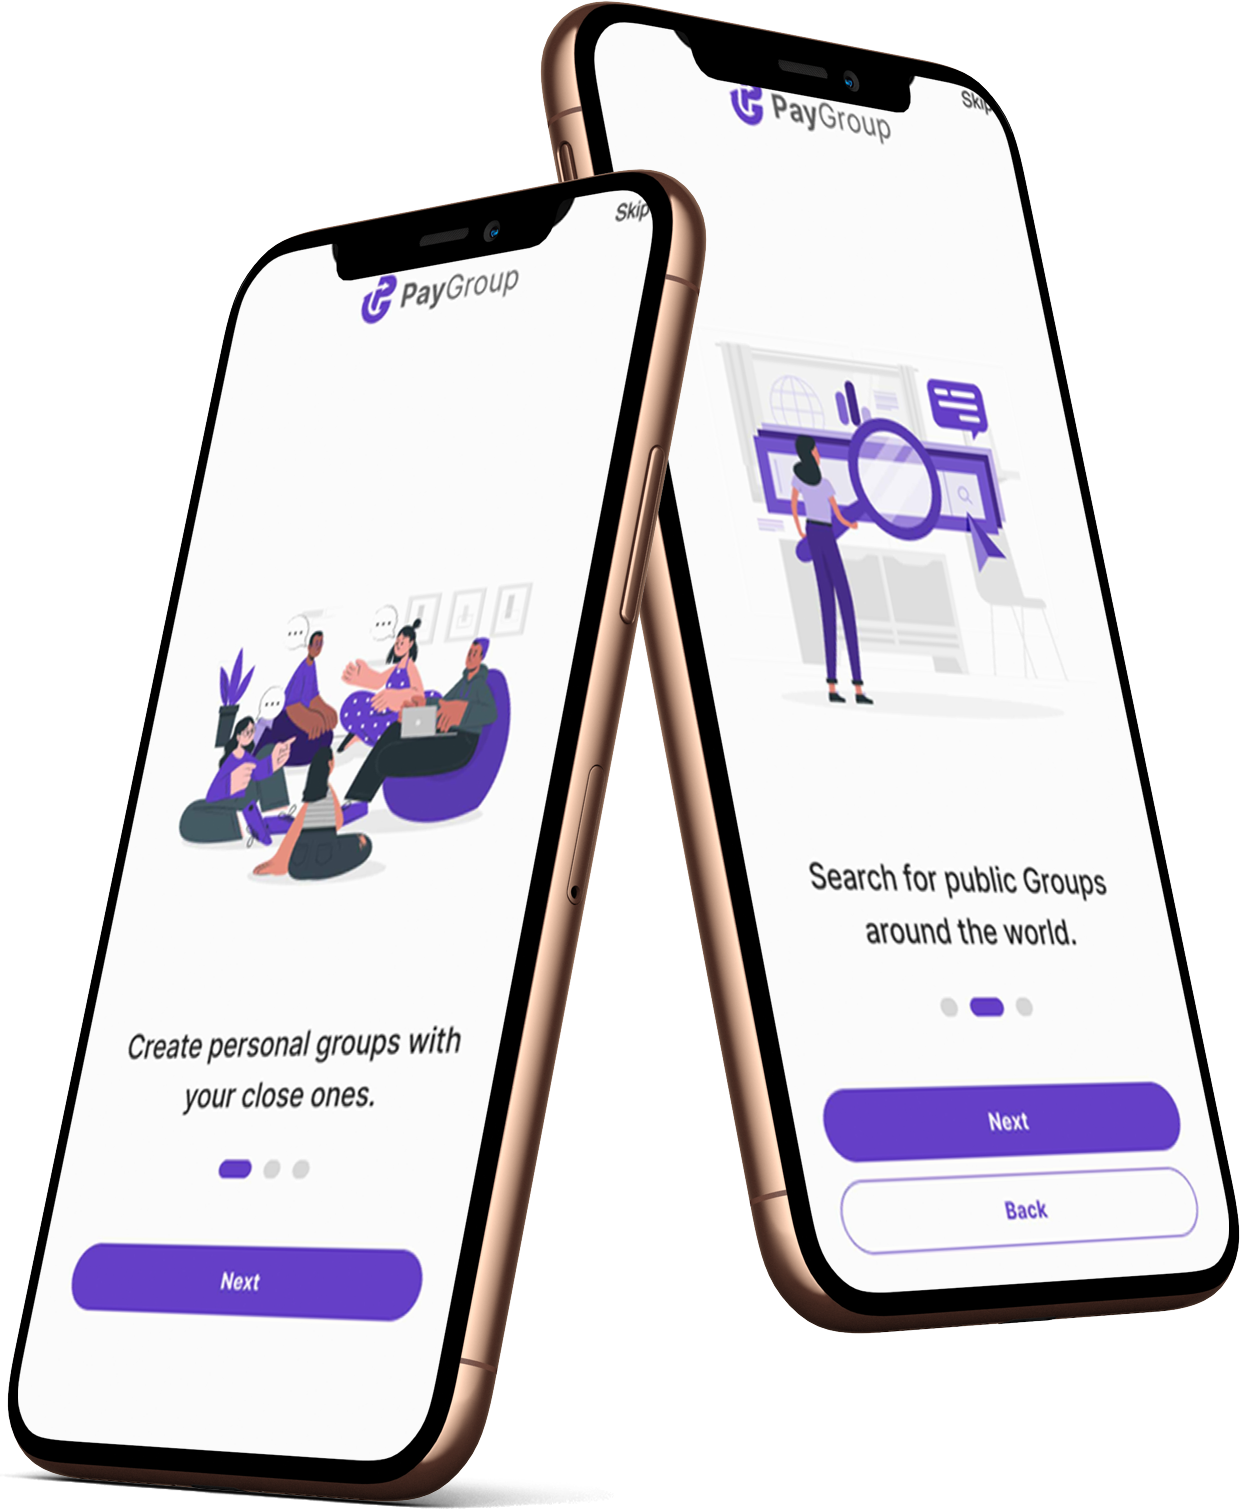 Skip
PayGroup
Create personal groups with
your close ones.
Next
Skip
PayGroup
Search for public Groups
around the world.
Next
Back